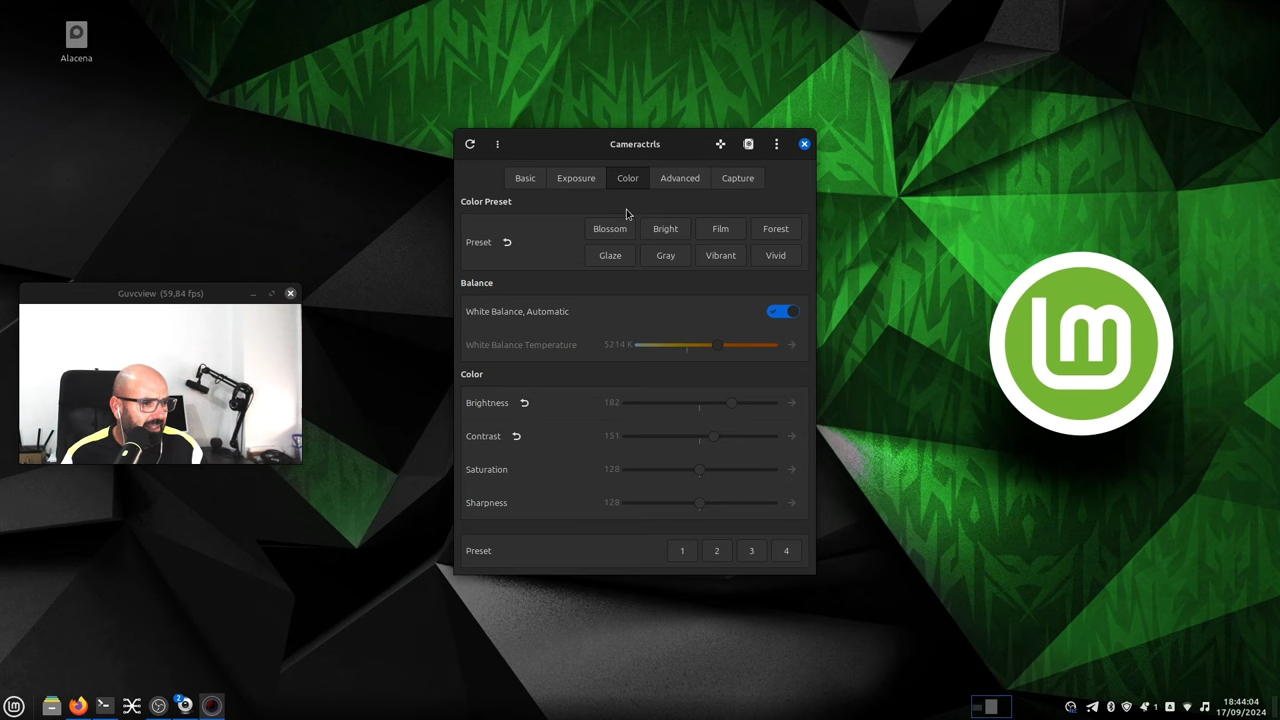 Alacena
Cameractrls
Basic
Exposure
Color
Advanced
Capture
Color Preset
Preset
Blossom
Bright
Film
Forest
Glaze
Gray
Vibrant
Vivid
Balance
White Balance, Automatic
White Balance Temperature
5214 K
Color
Brightness
182
Contrast
151
Saturation
128
Sharpness
128
Preset
1
2
3
4
Guvcview (59,84 fps)
2
1
A
18:44:04
17/09/2024